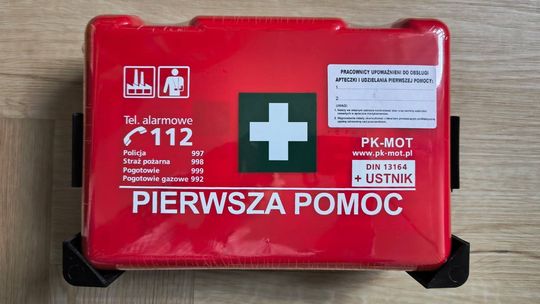 PRACOWNICY UPOWAŻNIENI DO OBSŁUGI
APTECZKI I UDZIELANIA PIERWSZEJ POMOCY:
1.
2.
UWAGI:
Tel. alarmowe
112
Policja 997
Straż pożarna 998
Pogotowie 999
Pogotowie gazowe 992
PK-MOT
www.pk-mot.pl
DIN 13164
+ USTNIK
PIERWSZA POMOC